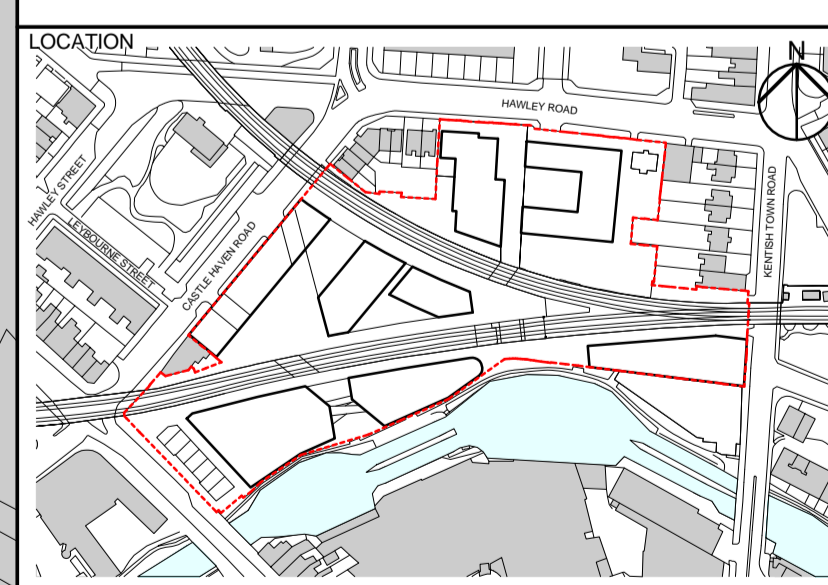 LOCATION
N
HAWLEY ROAD
HAWLEY STREET
LEYBOURNE STREET
CASTLE HAVEN ROAD
KENTISH TOWN ROAD